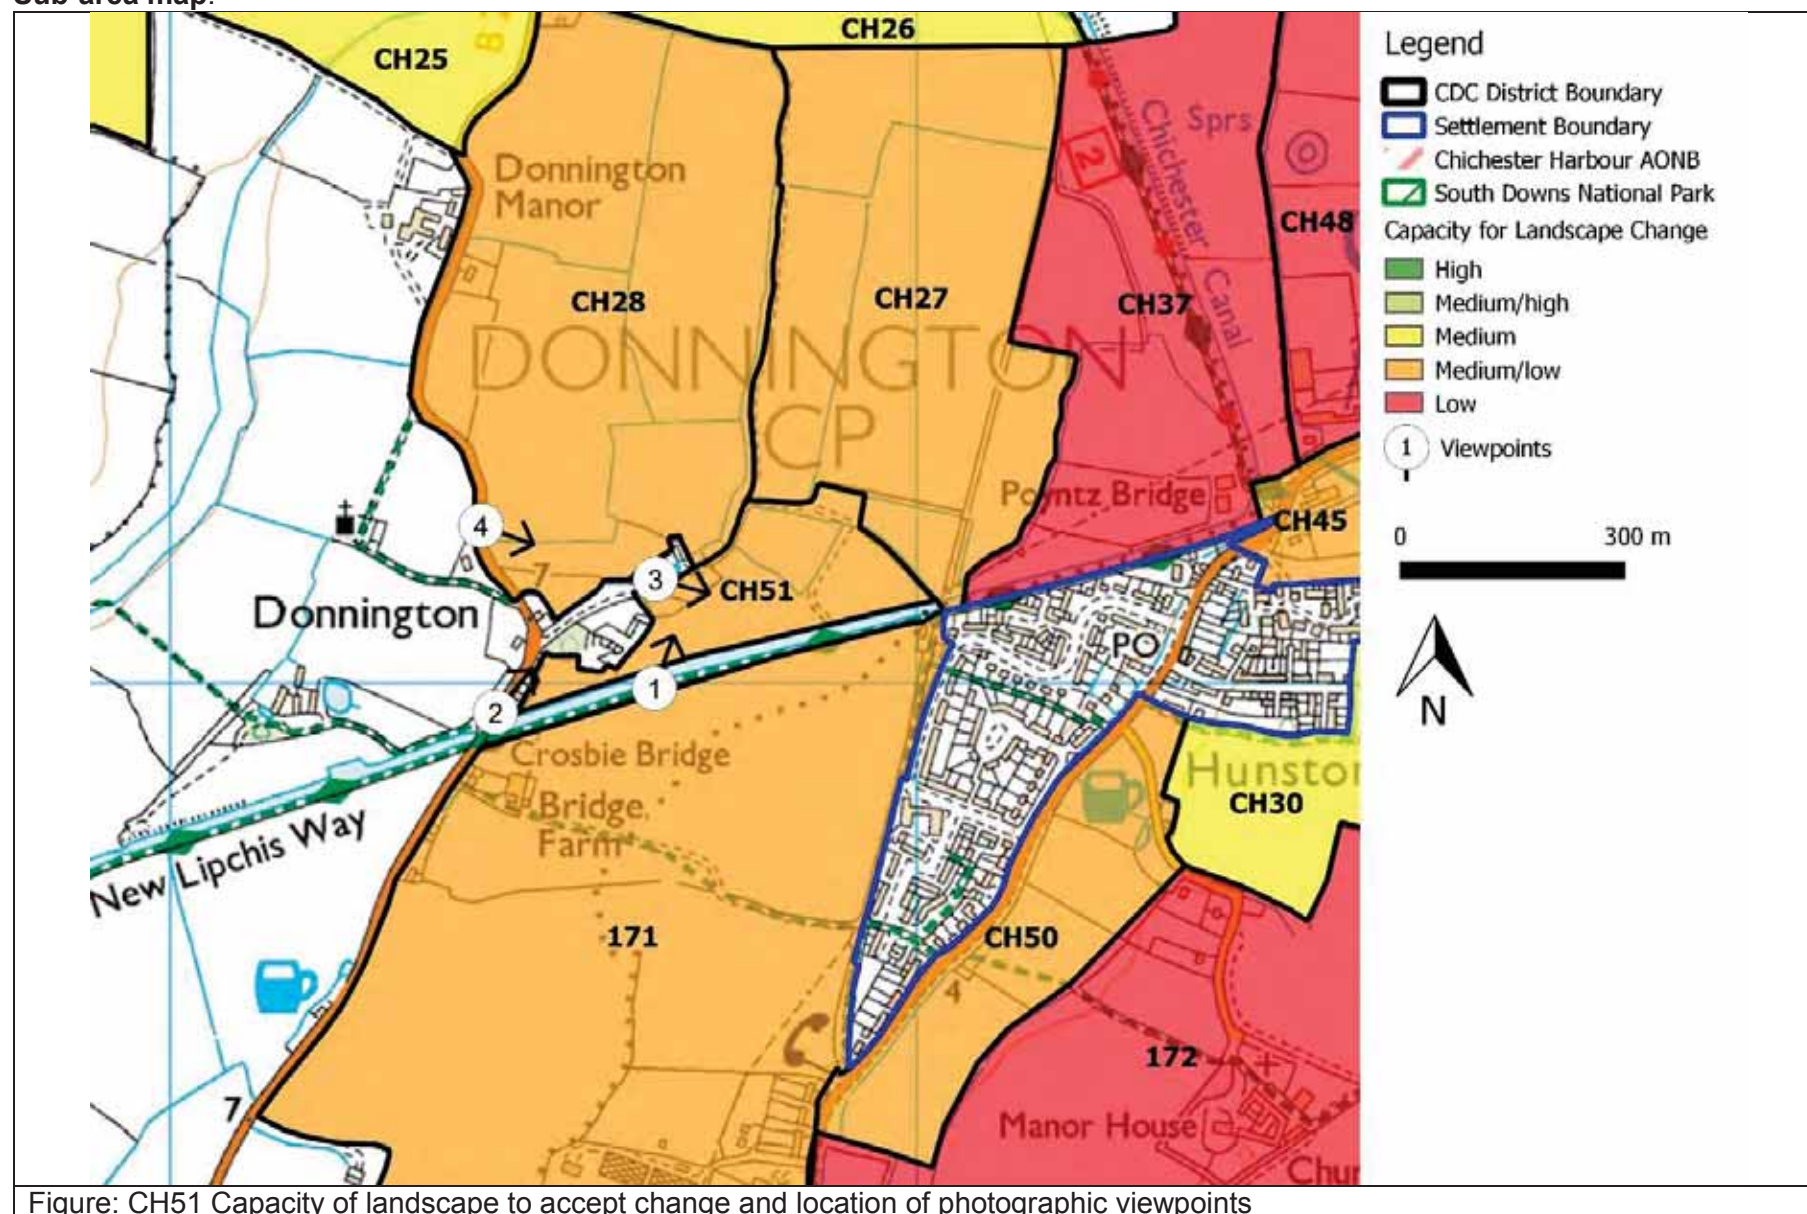 Sub-area map:
CH25
CH26
Legend
CDC District Boundary
Settlement Boundary
Chichester Harbour AONB
South Downs National Park
Capacity for Landscape Change
High
Medium/high
Medium
Medium/low
Low
1 Viewpoints
0 300 m
N
Donnington
Manor
2
Chichester Canal
Sprs
CH48
CH28
CH27
CH37
DONNINGTON
CP
Poyntz Bridge
CH45
4
7
3
CH51
Donnington
PO
1
2
Crosbie Bridge
Bridge
Farm
Hunston
CH30
New Lipchis Way
171
CH50
4
172
7
Manor House
Chur
Figure: CH51 Capacity of landscape to accept change and location of photographic viewpoints